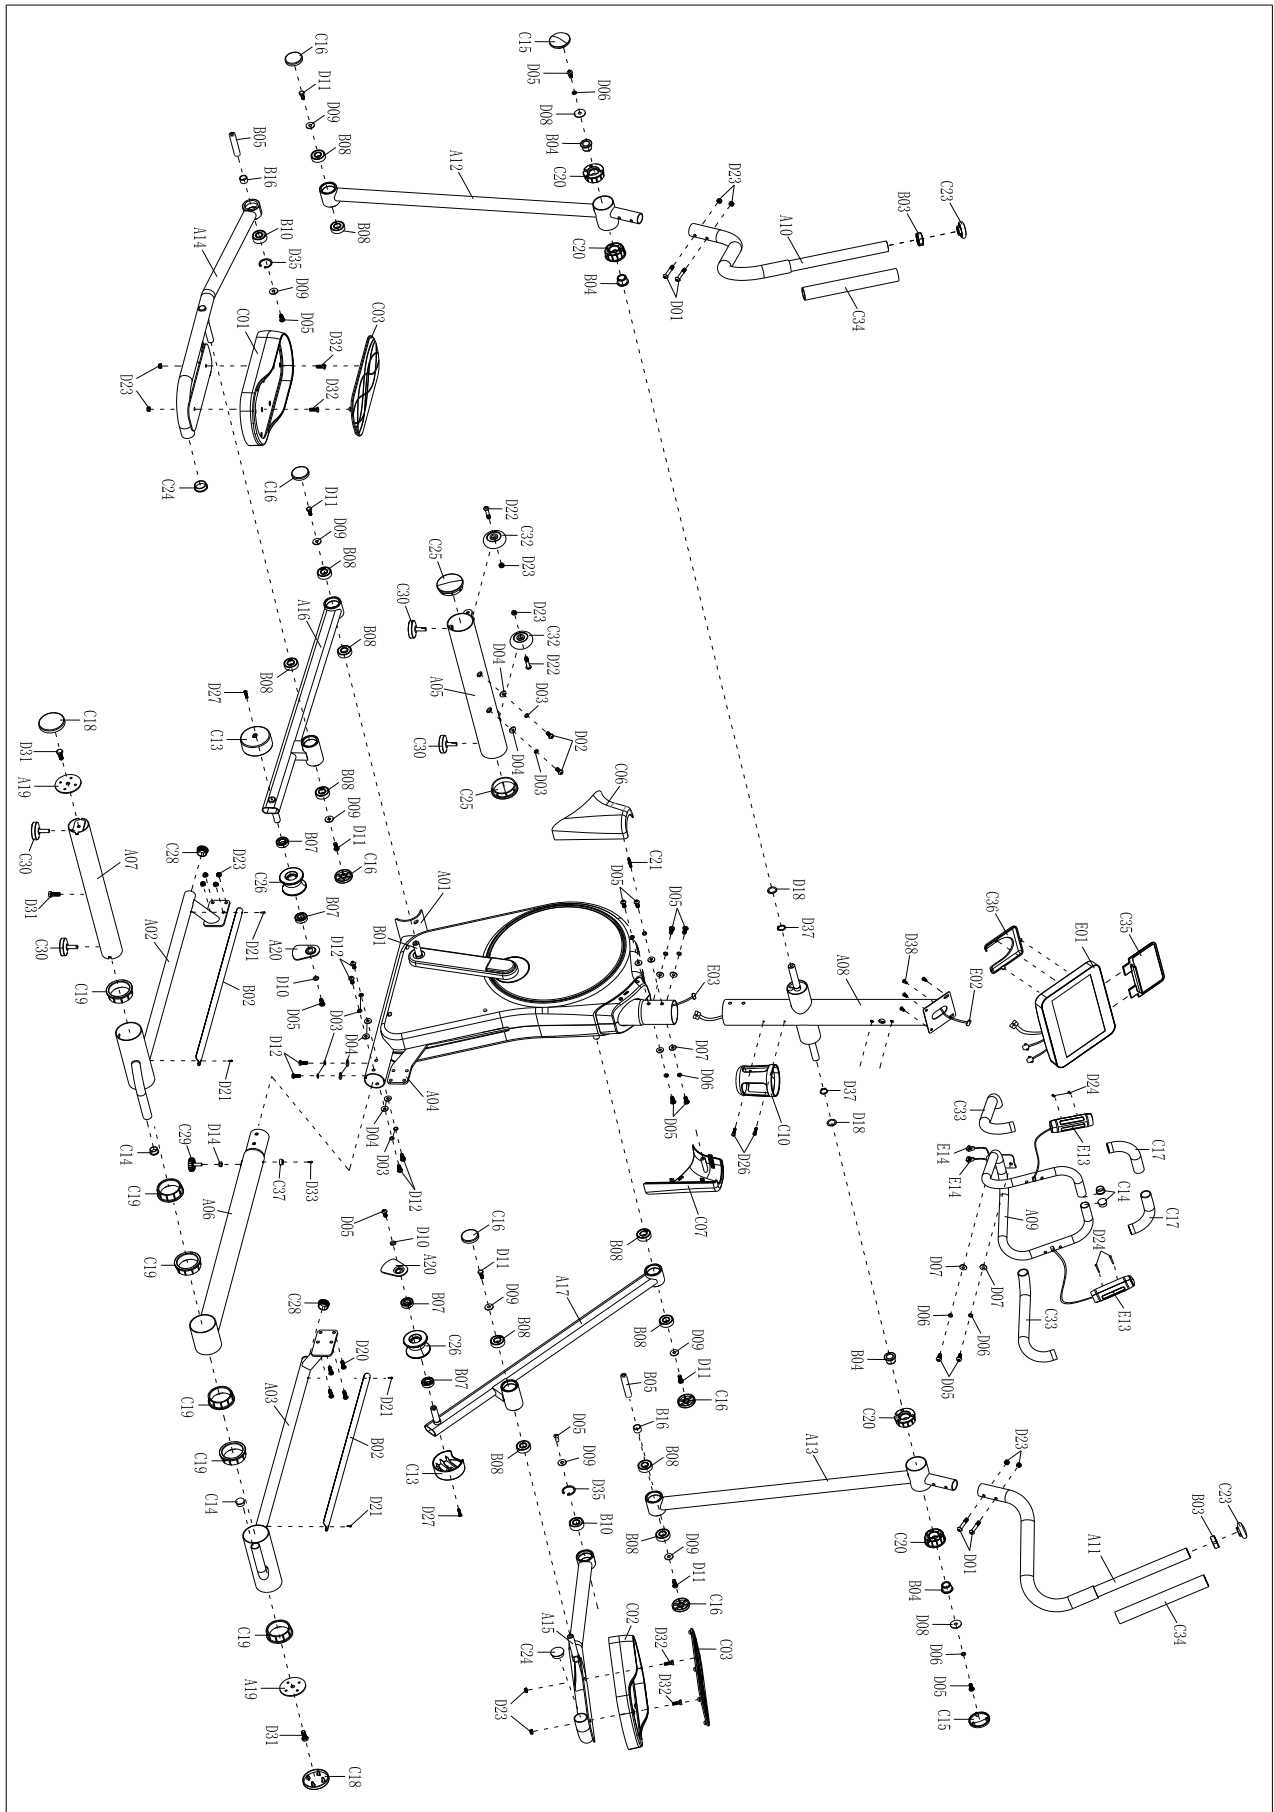 C15
C16
D05
D06
D11
D08
D09
B04
B05
B08
C20
B16
A12
D23
C23
B03
A10
B10
B08
A14
C20
D35
D09
B04
D01
C34
D05
C01
C03
D32
D23
D32
C24
C16
D11
D22
D09
C32
C25
D23
B08
C30
D23
A16
C32
B08
D04
D22
B08
A05
D03
D27
C18
C13
D02
C30
D04
D03
D31
B08
C25
C06
A19
D09
C28
D23
D11
B07
C21
A07
C16
C26
D05
D18
C30
A01
D05
D37
C36
D31
B07
B01
E01
C35
A02
A20
D12
D38
D21
A08
C30
B02
D10
E03
E02
C19
D05
D03
D04
D07
D12
D21
A04
D06
D37
D24
C33
C14
C29
D14
D04
D05
C10
D18
E13
C17
D03
D26
E14
E14
C37
D33
C19
D12
C14
A06
D05
C16
C07
A09
C17
D10
D11
B08
D24
C19
A20
A17
D07
D07
C28
D09
B07
D06
D06
E13
D20
B08
C26
B08
D09
C33
D05
A03
D21
B07
D11
B04
B05
C16
C19
B02
B16
C20
C19
D05
C13
B08
B08
D09
A13
D23
C14
D21
D27
D35
B10
B08
D09
C23
B03
D11
C20
D01
A11
C16
B04
C19
A15
C02
C24
D32
C03
D08
C34
A19
D32
D06
D23
D05
D31
C15
C18